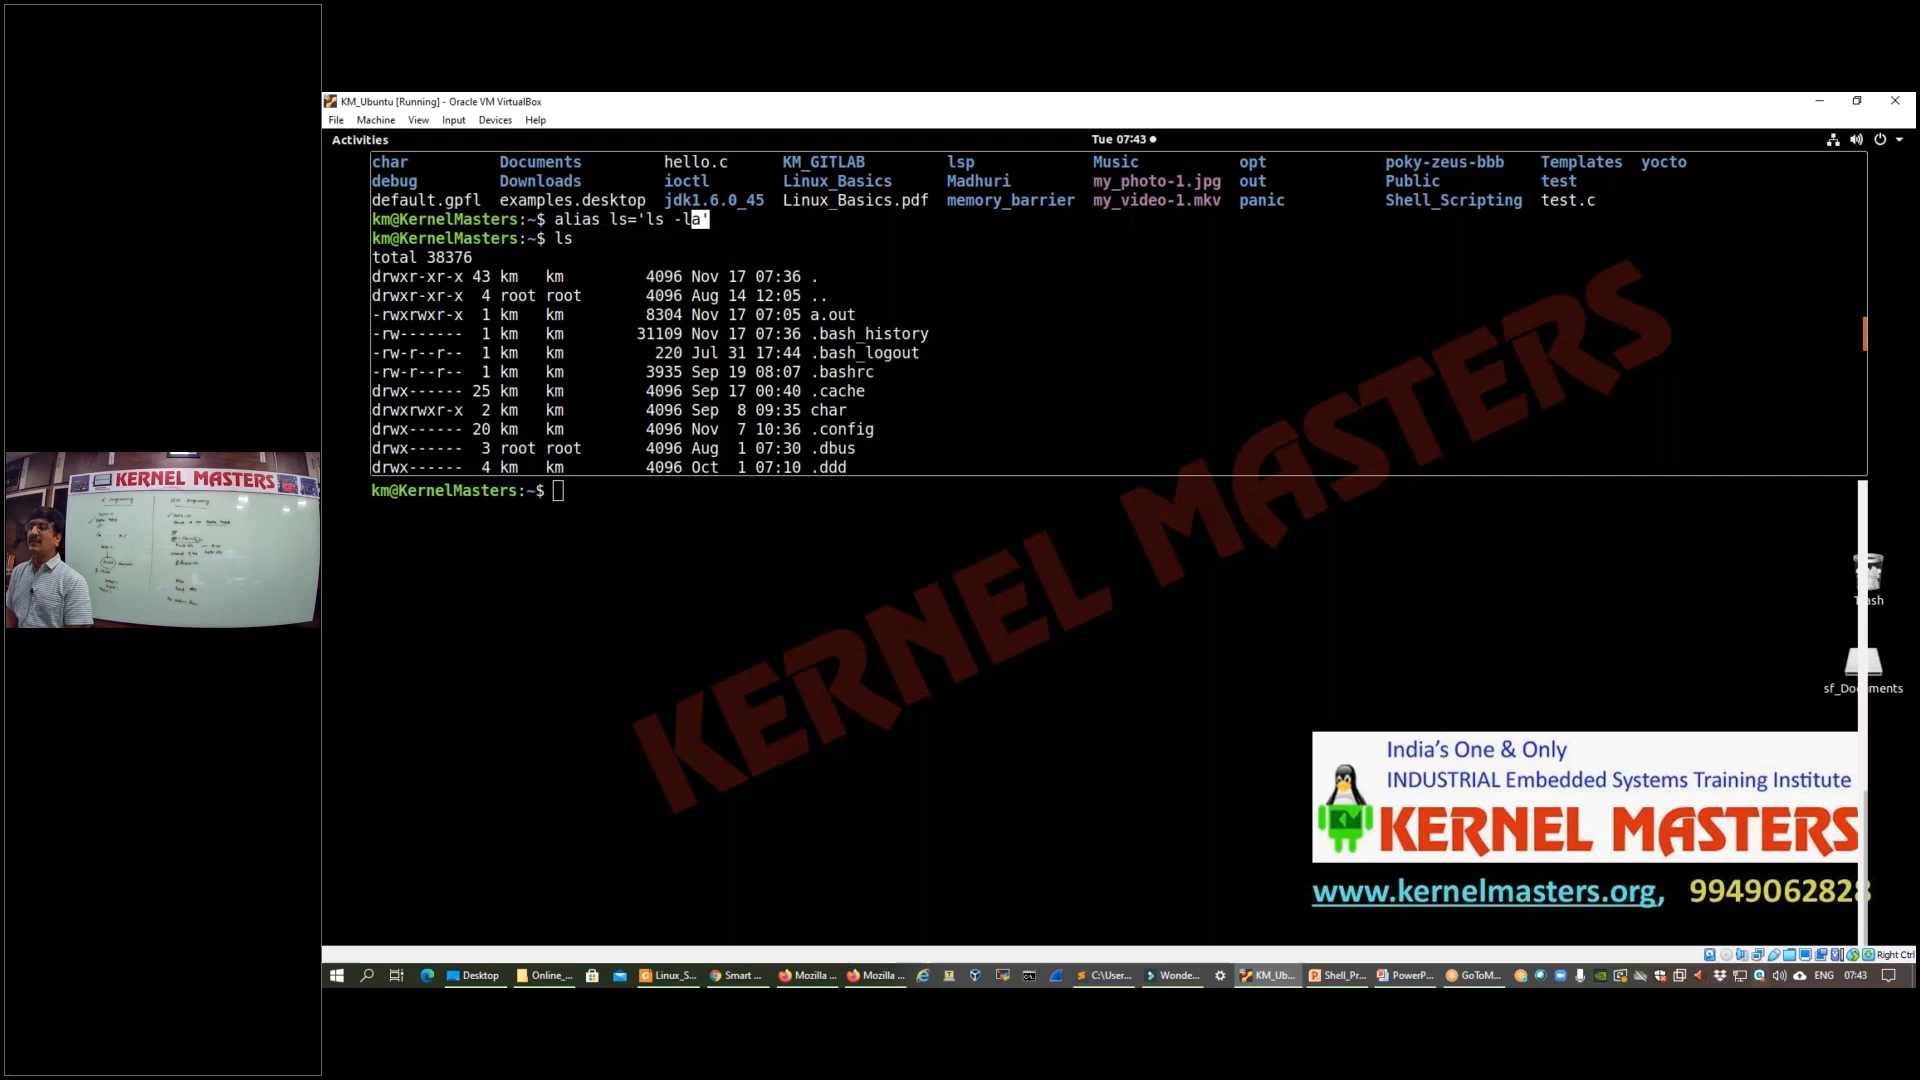 KM_Ubuntu [Running] - Oracle VM VirtualBox
File Machine View Input Devices Help
Activities Tue 07:43
char Documents hello.c KM_GITLAB lsp Music opt poky-zeus-bbb Templates yocto
debug Downloads ioctl Linux_Basics Madhuri my_photo-1.jpg out Public test
default.gpfl examples.desktop jdk1.6.0_45 Linux_Basics.pdf memory_barrier my_video-1.mkv panic Shell_Scripting test.c
km@KernelMasters:~$ alias ls='ls -la'
km@KernelMasters:~$ ls
total 38376
drwxr-xr-x 43 km km 4096 Nov 17 07:36 .
drwxr-xr-x 4 root root 4096 Aug 14 12:05 ..
-rwxrwxr-x 1 km km 8304 Nov 17 07:05 a.out
-rw------- 1 km km 31109 Nov 17 07:36 .bash_history
-rw-r--r-- 1 km km 220 Jul 31 17:44 .bash_logout
-rw-r--r-- 1 km km 3935 Sep 19 08:07 .bashrc
drwx------ 25 km km 4096 Sep 17 00:40 .cache
drwxrwxr-x 2 km km 4096 Sep 8 09:35 char
drwx------ 20 km km 4096 Nov 7 10:36 .config
drwx------ 3 root root 4096 Aug 1 07:30 .dbus
drwx------ 4 km km 4096 Oct 1 07:10 .ddd
km@KernelMasters:~$
KERNEL MASTERS
KERNEL MASTERS
Trash
sf_Documents
India's One & Only
INDUSTRIAL Embedded Systems Training Institute
KERNEL MASTERS
www.kernelmasters.org, 9949062828
Right Ctrl
Desktop Online_... Linux_S... Smart ... Mozilla ... Mozilla ... C:\User... Wonde... KM_Ub... Shell_Pr... PowerP... GoToM... ENG 07:43